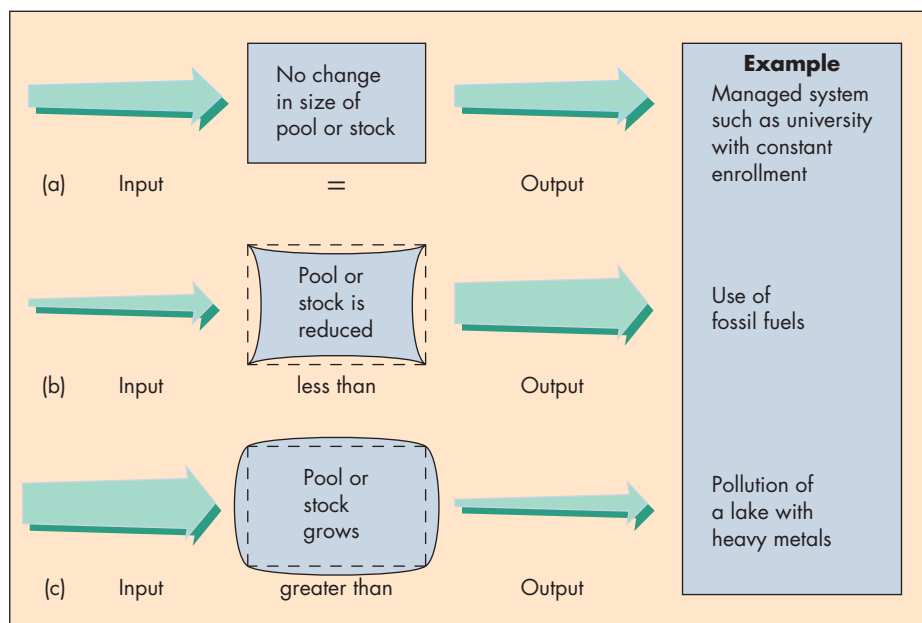 No change
in size of
pool or stock
Example
Managed system
such as university
with constant
enrollment
(a) Input = Output
Pool or
stock is
reduced
Use of
fossil fuels
(b) Input less than Output
Pool or
stock
grows
Pollution of
a lake with
heavy metals
(c) Input greater than Output